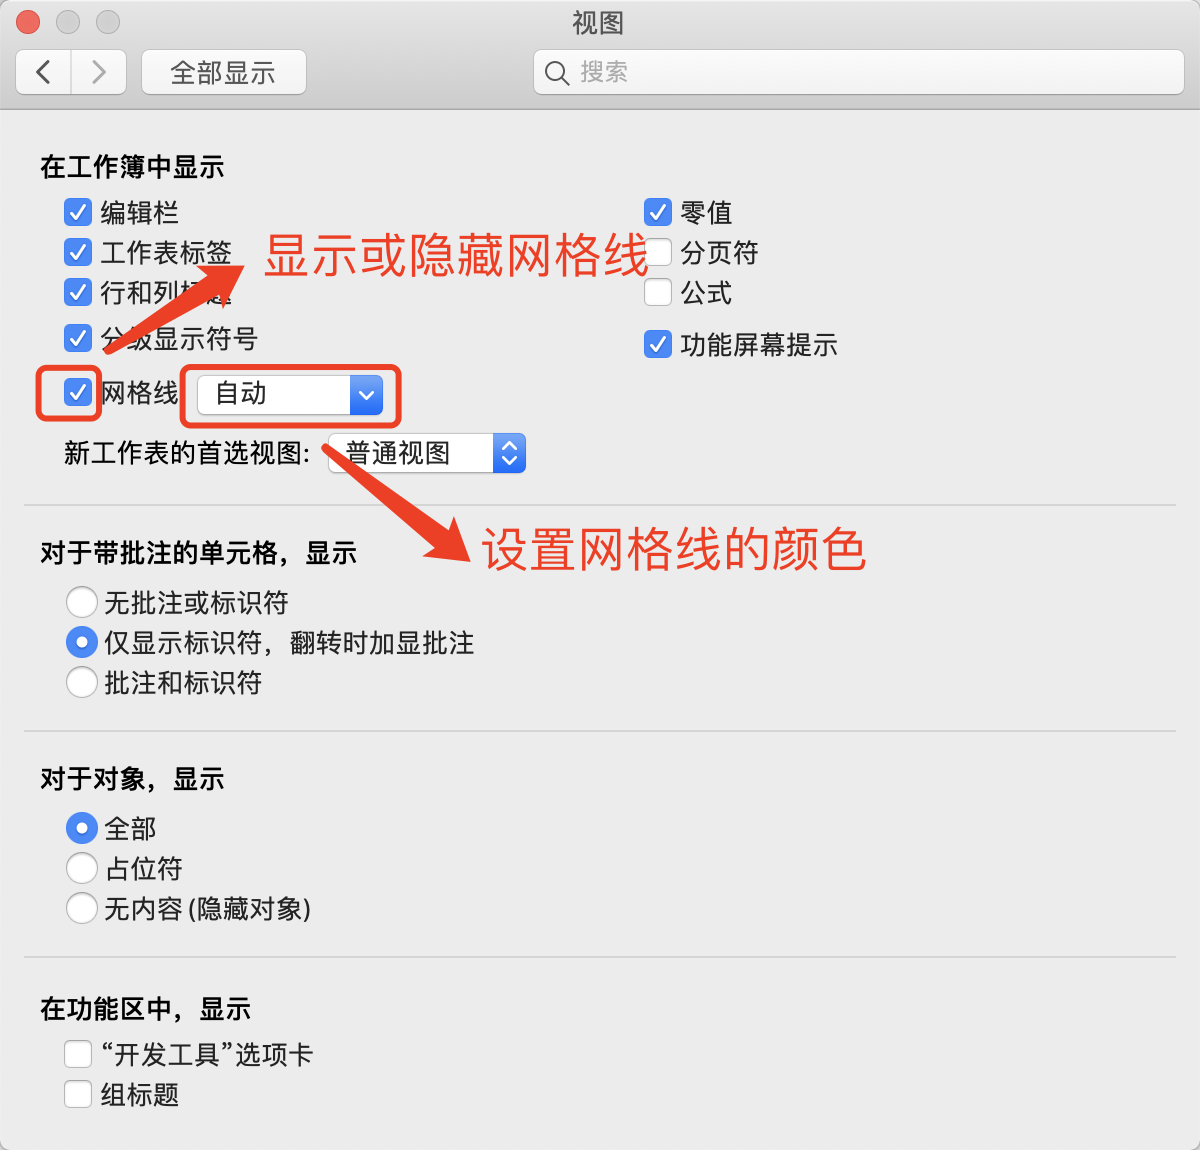 视图
全部显示
搜索
在工作簿中显示
编辑栏
零值
工作表标签
显示或隐藏网格线
分页符
行和列标题
公式
分级显示符号
功能屏幕提示
网格线
自动
新工作表的首选视图:
普通视图
设置网格线的颜色
对于带批注的单元格，显示
无批注或标识符
仅显示标识符，翻转时加显批注
批注和标识符
对于对象，显示
全部
占位符
无内容(隐藏对象)
在功能区中，显示
“开发工具”选项卡
组标题